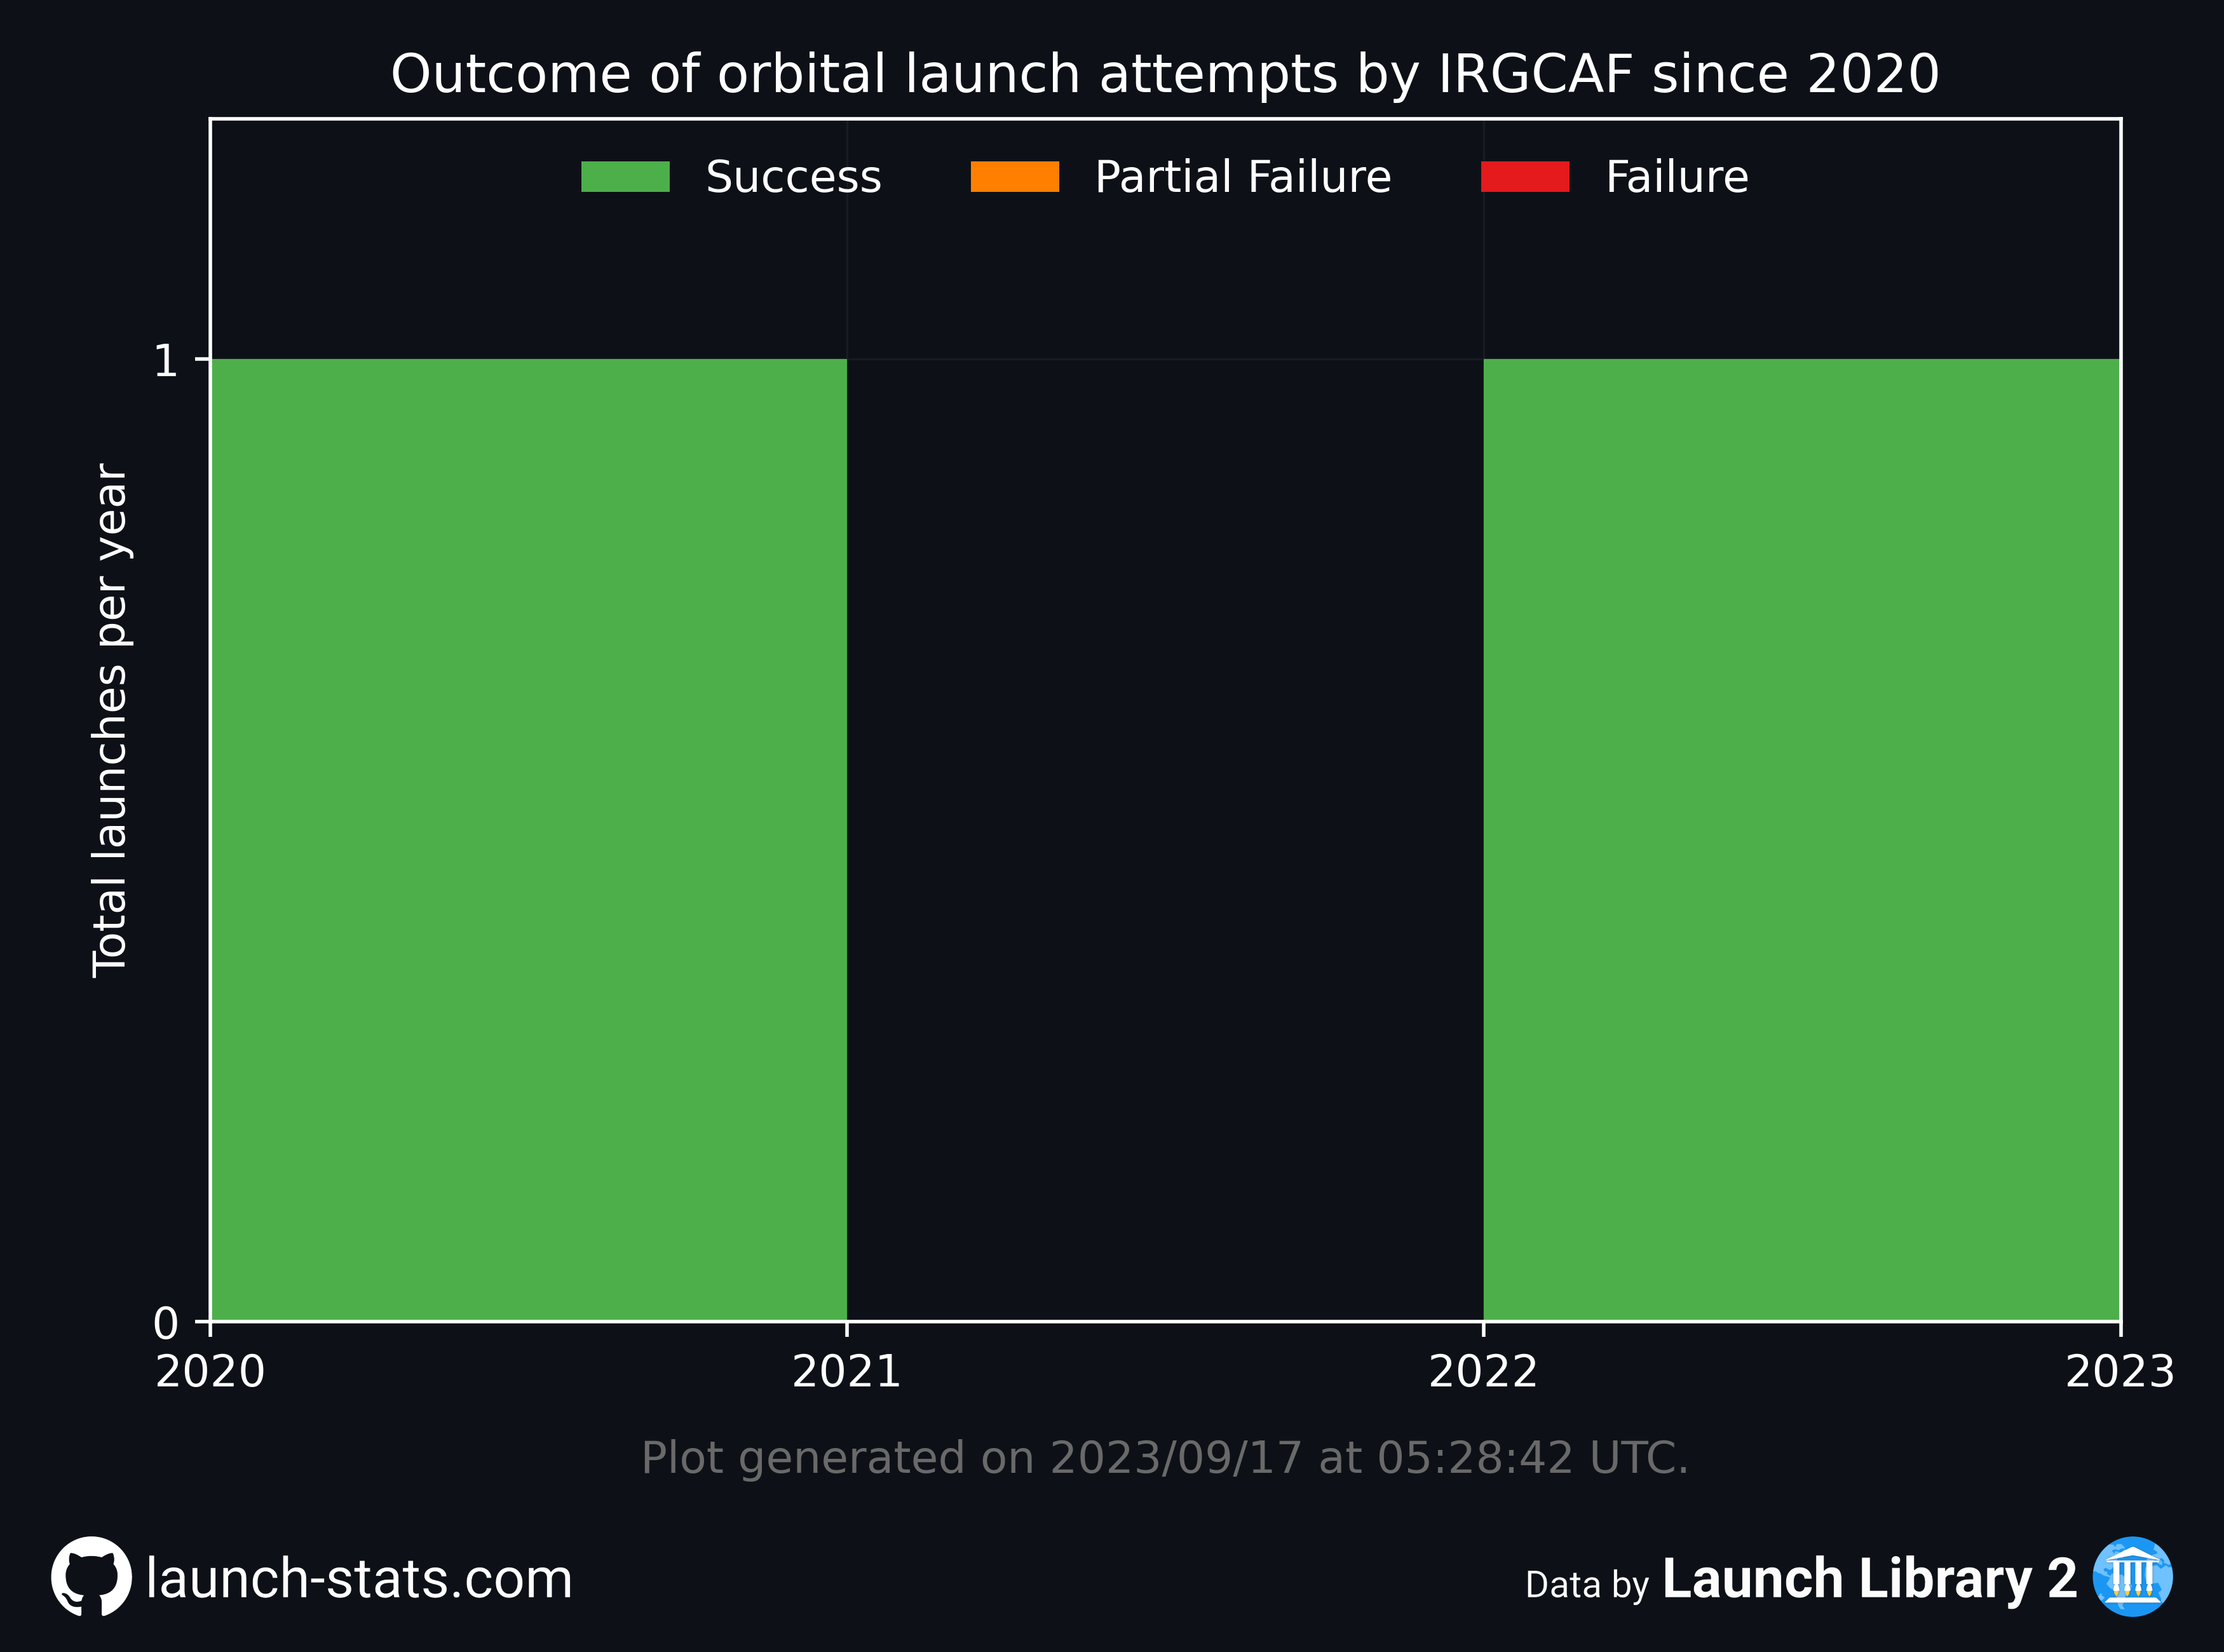 Outcome of orbital launch attempts by IRGCAF since 2020
Success Partial Failure Failure
Total launches per year
1
0
2020 2021 2022 2023
Plot generated on 2023/09/17 at 05:28:42 UTC.
launch-stats.com
Data by Launch Library 2